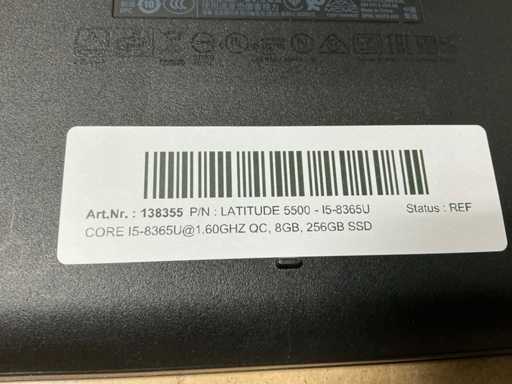 Art.Nr. : 138355 P/N : LATITUDE 5500 - I5-8365U Status : REF
CORE I5-8365U@1.60GHZ QC, 8GB, 256GB SSD